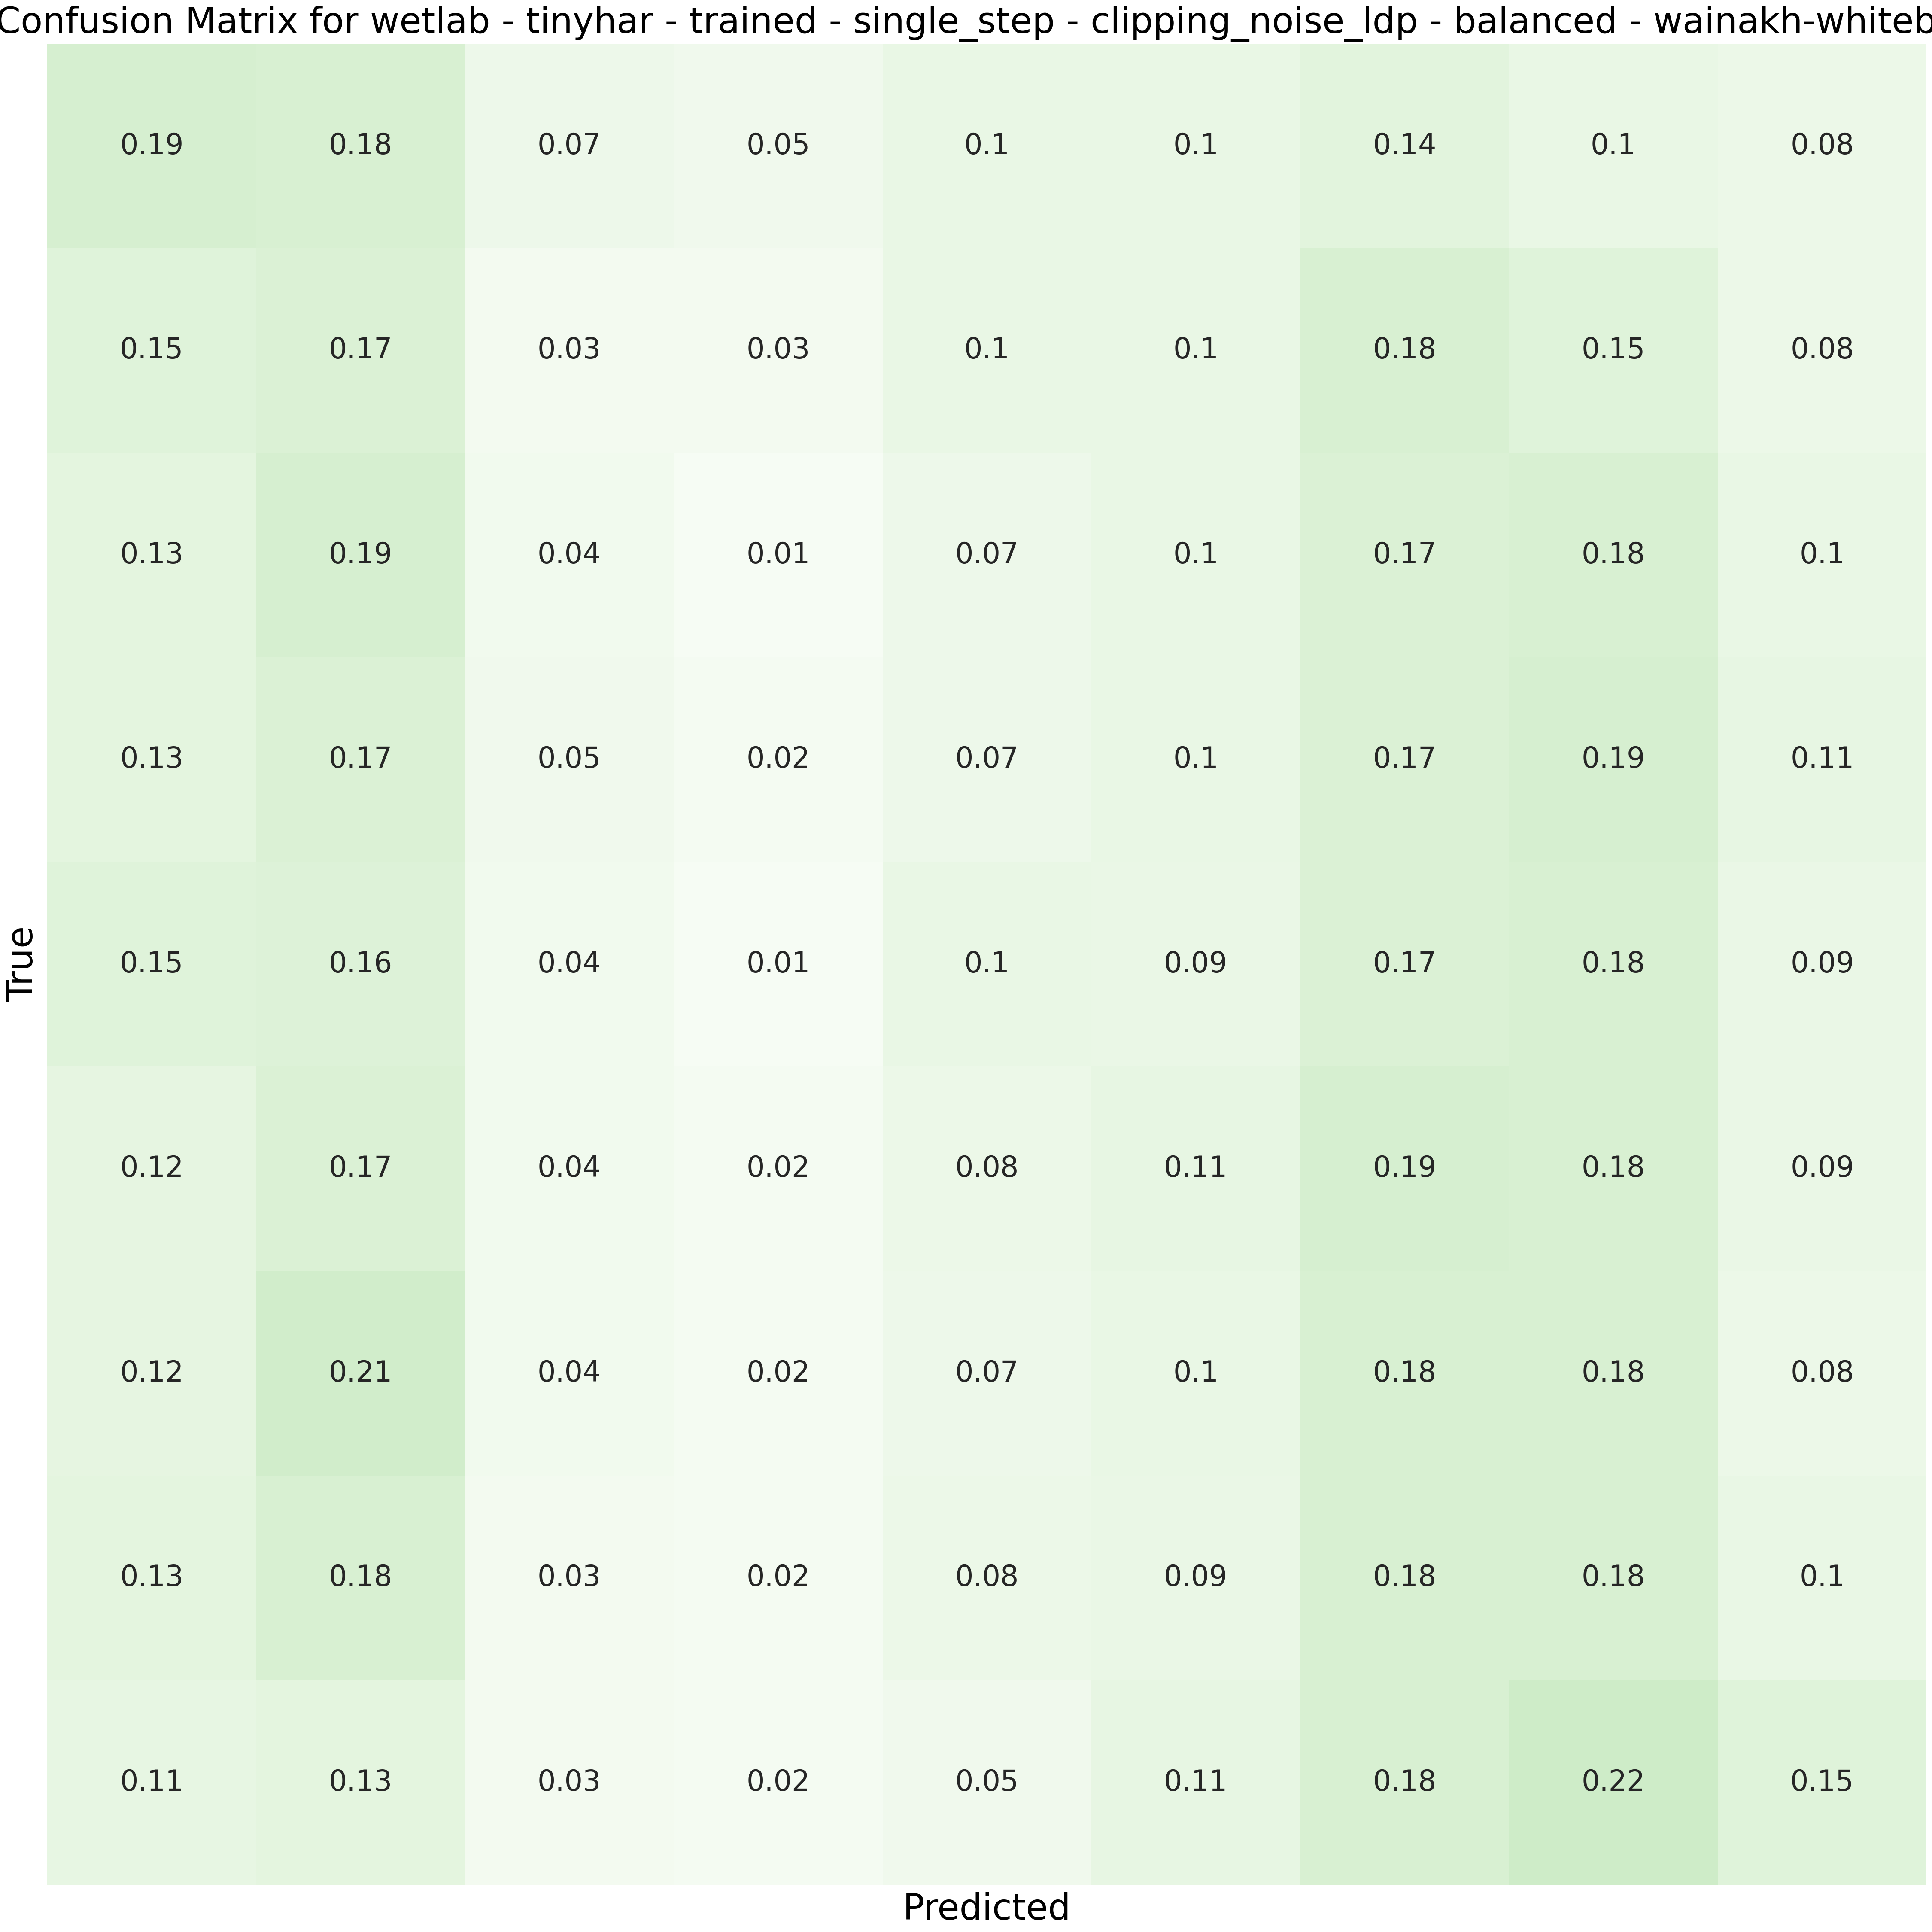 Confusion Matrix for wetlab - tinyhar - trained - single_step - clipping_noise_ldp - balanced - wainakh-whiteb
0.19 0.18 0.07 0.05 0.1 0.1 0.14 0.1 0.08
0.15 0.17 0.03 0.03 0.1 0.1 0.18 0.15 0.08
0.13 0.19 0.04 0.01 0.07 0.1 0.17 0.18 0.1
0.13 0.17 0.05 0.02 0.07 0.1 0.17 0.19 0.11
0.15 0.16 0.04 0.01 0.1 0.09 0.17 0.18 0.09
0.12 0.17 0.04 0.02 0.08 0.11 0.19 0.18 0.09
0.12 0.21 0.04 0.02 0.07 0.1 0.18 0.18 0.08
0.13 0.18 0.03 0.02 0.08 0.09 0.18 0.18 0.1
0.11 0.13 0.03 0.02 0.05 0.11 0.18 0.22 0.15
True
Predicted